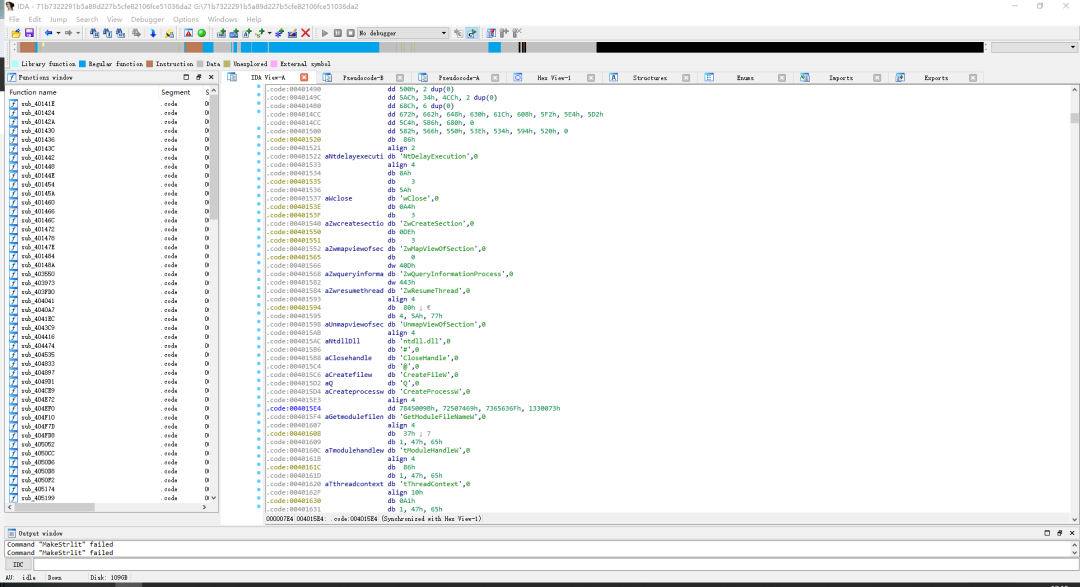 IDA - 71b7322291b5a89d227b5cfe82106fce51036da2 G:\71b7322291b5a89d227b5cfe82106fce51036da2
File Edit Jump Search View Debugger Options Windows Help
No debugger
Library function Regular function Instruction Data Unexplored External symbol
Functions window
IDA View-A Pseudocode-B Pseudocode-A Hex View-1 Structures Enums Imports Exports
Function name Segment
sub_40141E .code
sub_401424 .code
sub_40142A .code
sub_401430 .code
sub_401436 .code
sub_40143C .code
sub_401442 .code
sub_401448 .code
sub_40144E .code
sub_401454 .code
sub_40145A .code
sub_401460 .code
sub_401466 .code
sub_40146C .code
sub_401472 .code
sub_401478 .code
sub_40147E .code
sub_401484 .code
sub_40148A .code
sub_403550 .code
sub_403973 .code
sub_403FD0 .code
sub_404041 .code
sub_4040A7 .code
sub_4041EC .code
sub_4043C9 .code
sub_404416 .code
sub_404474 .code
sub_404535 .code
sub_404833 .code
sub_404897 .code
sub_4049D1 .code
sub_404CE9 .code
sub_404E72 .code
sub_404EF0 .code
sub_404F10 .code
sub_404F7D .code
sub_404FD8 .code
sub_405052 .code
sub_4050CC .code
sub_4050D6 .code
sub_4050E8 .code
sub_4050F2 .code
sub_405174 .code
sub_405199 .code
.code:00401490 dd 500h, 2 dup(0)
.code:0040149C dd 5ACh, 34h, 4CCh, 2 dup(0)
.code:004014B0 dd 68Ch, 6 dup(0)
.code:004014CC dd 672h, 662h, 648h, 630h, 61Ch, 608h, 5F2h, 5E4h, 5D2h
.code:004014CC dd 5C4h, 5B6h, 680h, 0
.code:00401500 dd 582h, 566h, 550h, 53Eh, 534h, 594h, 520h, 0
.code:00401520 db 86h
.code:00401521 align 2
.code:00401522 aNtdelayexecuti db 'NtDelayExecution',0
.code:00401533 align 4
.code:00401534 db 8Ah
.code:00401535 db 3
.code:00401536 db 5Ah
.code:00401537 aWclose db 'wClose',0
.code:0040153E db 0A4h
.code:0040153F db 3
.code:00401540 aZwcreatesectio db 'ZwCreateSection',0
.code:00401550 db 0DEh
.code:00401551 db 3
.code:00401552 aZwmapviewofsec db 'ZwMapViewOfSection',0
.code:00401565 db 0
.code:00401566 dw 40Dh
.code:00401568 aZwqueryinforma db 'ZwQueryInformationProcess',0
.code:00401582 dw 443h
.code:00401584 aZwresumethread db 'ZwResumeThread',0
.code:00401593 align 4
.code:00401594 db 80h ; €
.code:00401595 db 4, 5Ah, 77h
.code:00401598 aUnmapviewofsec db 'UnmapViewOfSection',0
.code:004015AB align 4
.code:004015AC aNtdllDll db 'ntdll.dll',0
.code:004015B6 db '#',0
.code:004015B8 aClosehandle db 'CloseHandle',0
.code:004015C4 db '@',0
.code:004015C6 aCreatefilew db 'CreateFileW',0
.code:004015D2 aQ db 'Q',0
.code:004015D4 aCreateprocessw db 'CreateProcessW',0
.code:004015E3 align 4
.code:004015E4 dd 7845009Bh, 72507469h, 7365636Fh, 1330073h
.code:004015F4 aGetmodulefilen db 'GetModuleFileNameW',0
.code:00401607 align 4
.code:00401608 db 37h ; 7
.code:00401609 db 1, 47h, 65h
.code:0040160C aTmodulehandlew db 'tModuleHandleW',0
.code:0040161B align 4
.code:0040161C db 86h
.code:0040161D db 1, 47h, 65h
.code:00401620 aTthreadcontext db 'tThreadContext',0
.code:0040162F align 10h
.code:00401630 db 0A1h
.code:00401631 db 1, 47h, 65h
000007E4 004015E4: .code:004015E4 (Synchronized with Hex View-1)
Output window
Command "MakeStrlit" failed
Command "MakeStrlit" failed
IDC
AU: idle Down Disk: 109GB